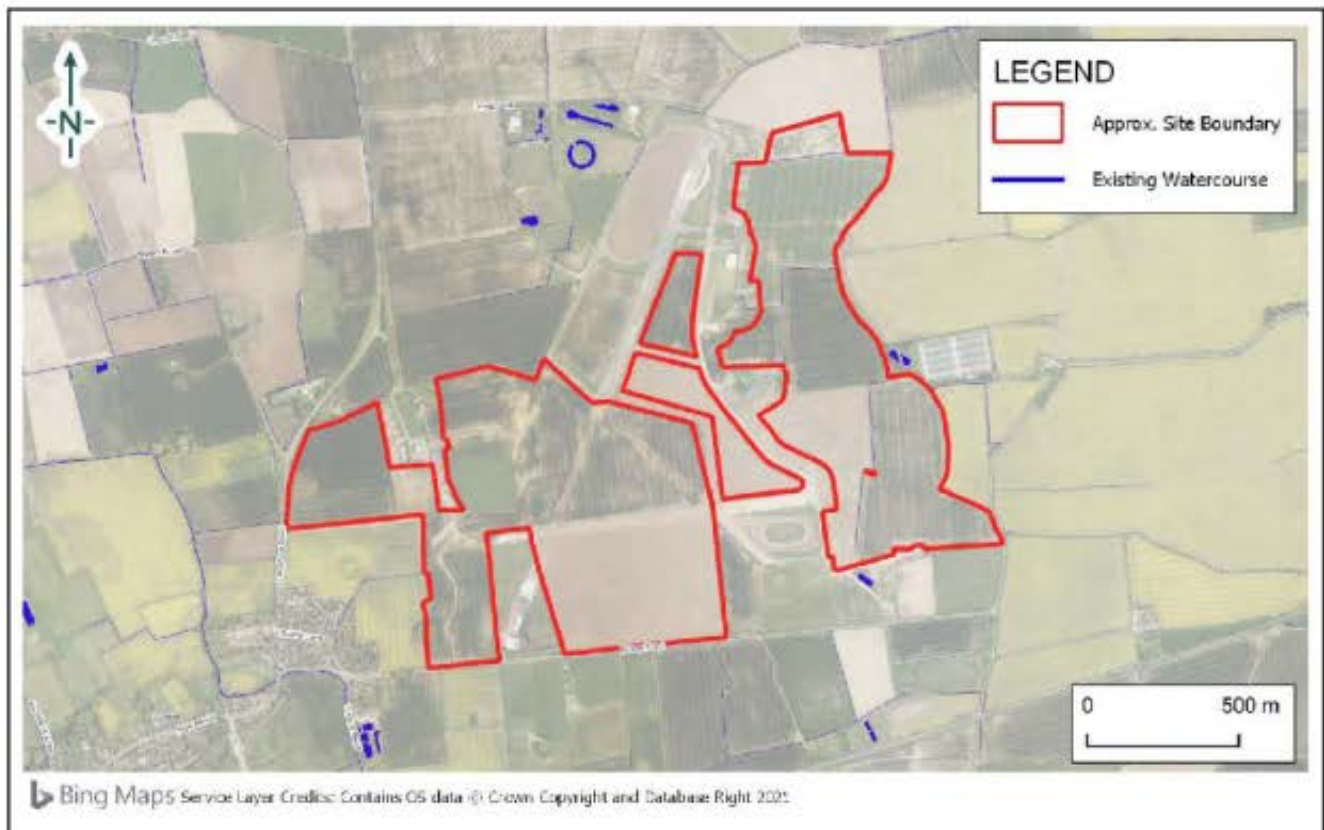 N
LEGEND
Approx. Site Boundary
Existing Watercourse
0 500 m
Bing Maps Service Layer Credits: Contains OS data © Crown Copyright and Database Right 2021